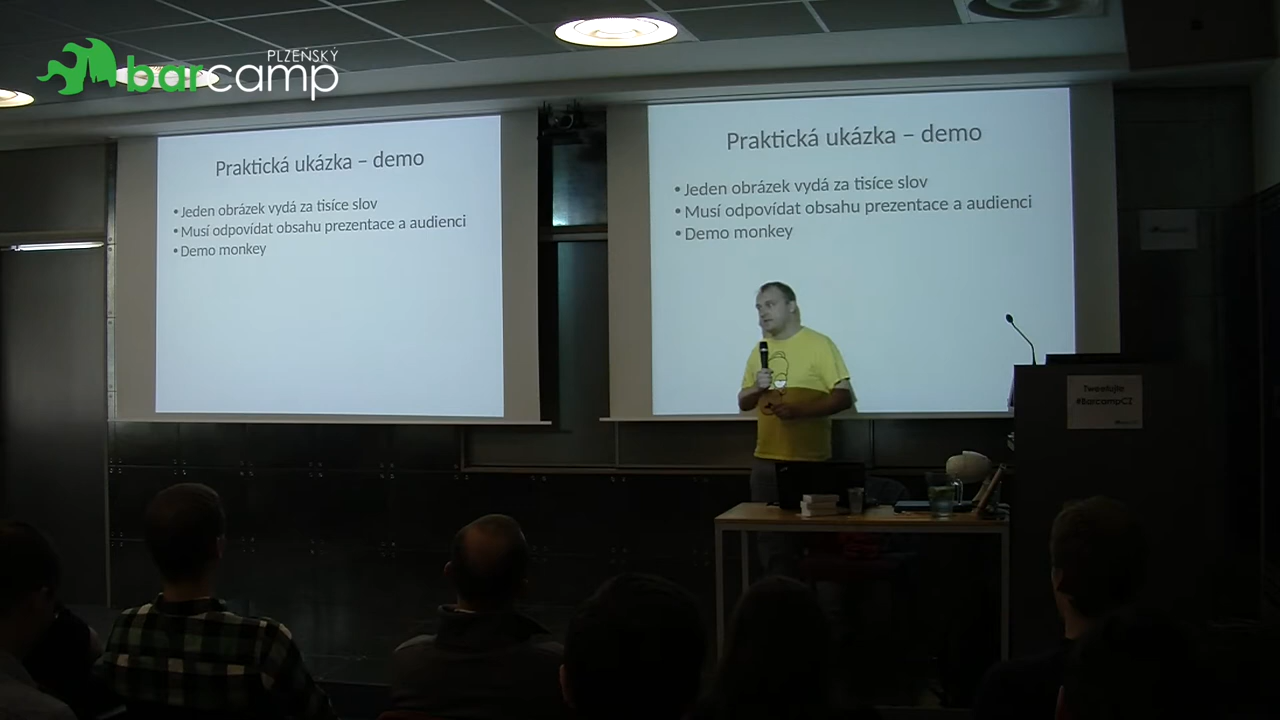 PLZEŇSKÝ
barcamp
Praktická ukázka – demo
• Jeden obrázek vydá za tisíce slov
• Musí odpovídat obsahu prezentace a audienci
• Demo monkey
Praktická ukázka – demo
• Jeden obrázek vydá za tisíce slov
• Musí odpovídat obsahu prezentace a audienci
• Demo monkey
Tweetujte
#BarcampCZ